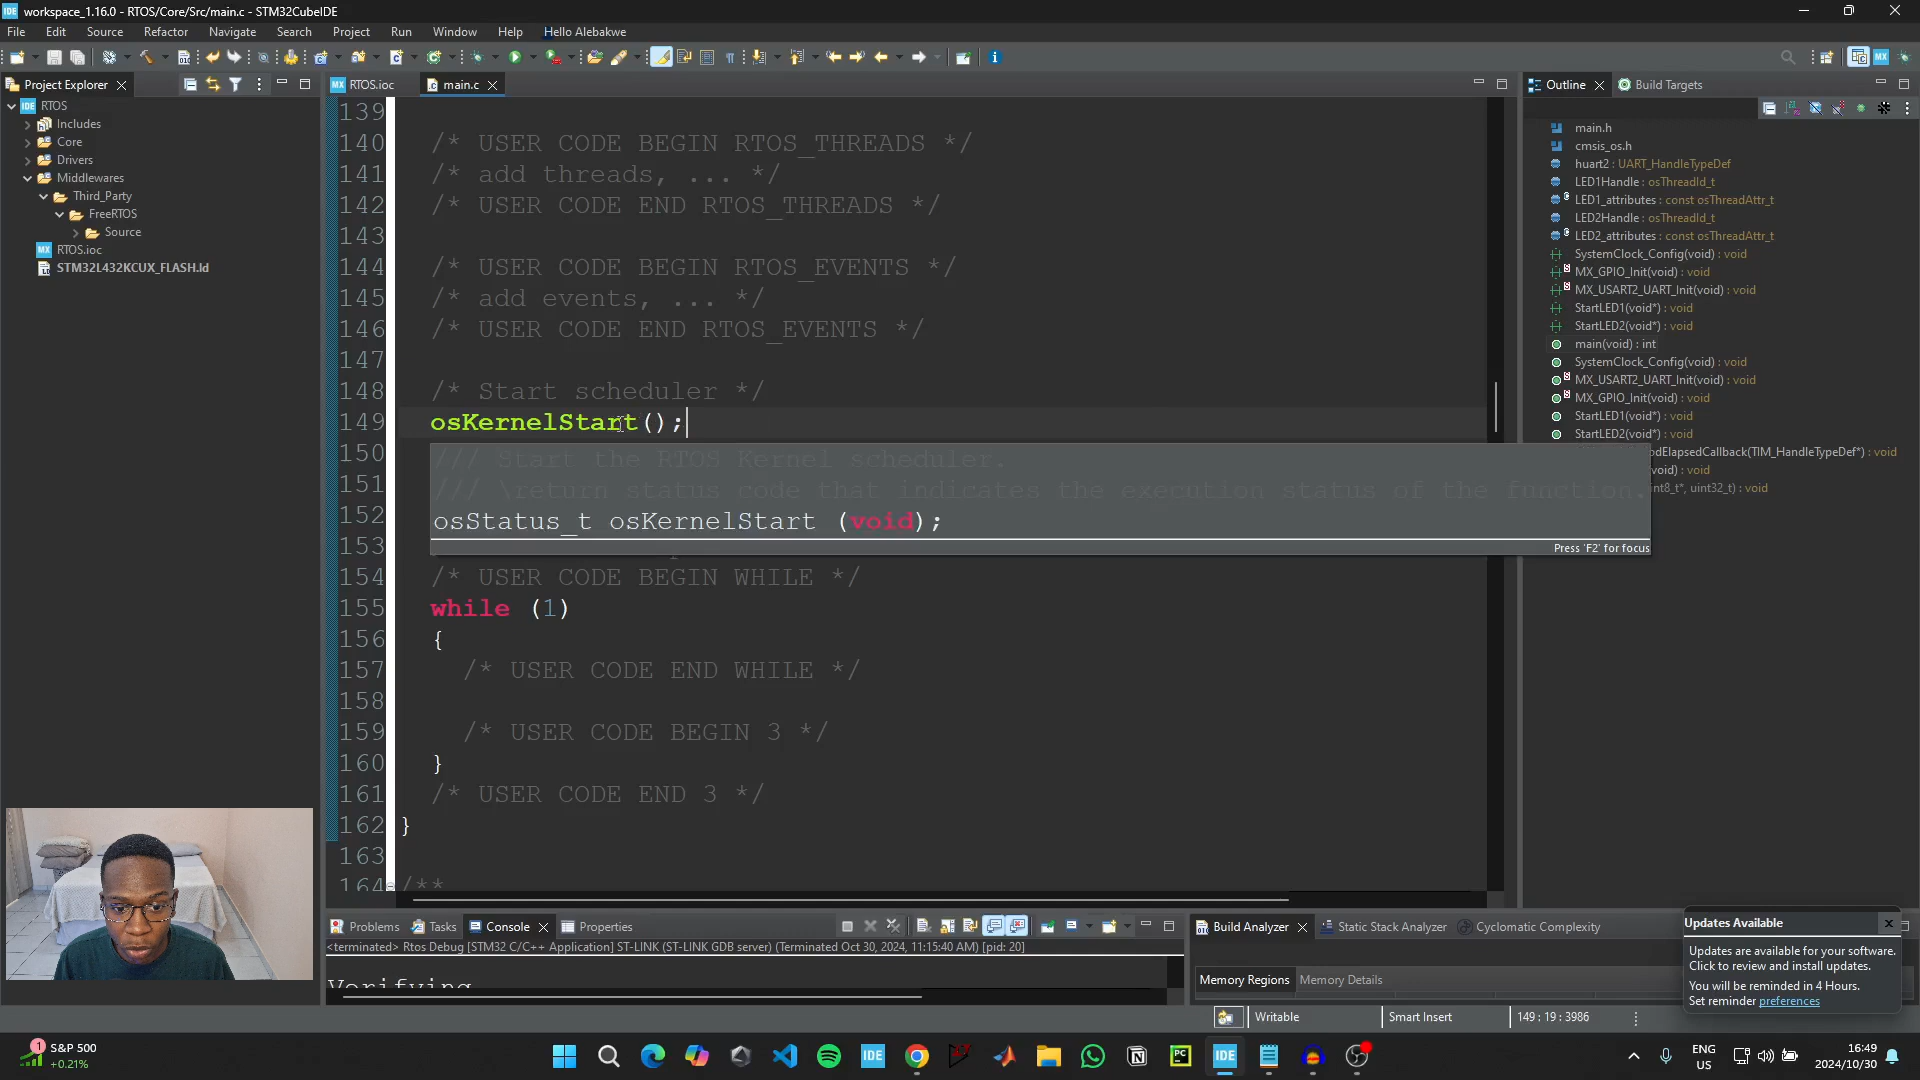 workspace_1.16.0 - RTOS/Core/Src/main.c - STM32CubeIDE
File Edit Source Refactor Navigate Search Project Run Window Help Hello Alebakwe
Project Explorer
RTOS
Includes
Core
Drivers
Middlewares
Third_Party
FreeRTOS
Source
RTOS.ioc
STM32L432KCUX_FLASH.ld
RTOS.ioc main.c
139
140 /* USER CODE BEGIN RTOS_THREADS */
141 /* add threads, ... */
142 /* USER CODE END RTOS_THREADS */
143
144 /* USER CODE BEGIN RTOS_EVENTS */
145 /* add events, ... */
146 /* USER CODE END RTOS_EVENTS */
147
148 /* Start scheduler */
149 osKernelStart();
150 /// Start the RTOS Kernel scheduler.
151 /// \return status code that indicates the execution status of the function.
152 osStatus_t osKernelStart (void);
153 Press 'F2' for focus
154 /* USER CODE BEGIN WHILE */
155 while (1)
156 {
157 /* USER CODE END WHILE */
158
159 /* USER CODE BEGIN 3 */
160 }
161 /* USER CODE END 3 */
162 }
163
164 /**
Outline Build Targets
main.h
cmsis_os.h
huart2 : UART_HandleTypeDef
LED1Handle : osThreadId_t
LED1_attributes : const osThreadAttr_t
LED2Handle : osThreadId_t
LED2_attributes : const osThreadAttr_t
SystemClock_Config(void) : void
MX_GPIO_Init(void) : void
MX_USART2_UART_Init(void) : void
StartLED1(void*) : void
StartLED2(void*) : void
main(void) : int
SystemClock_Config(void) : void
MX_USART2_UART_Init(void) : void
MX_GPIO_Init(void) : void
StartLED1(void*) : void
StartLED2(void*) : void
odElapsedCallback(TIM_HandleTypeDef*) : void
void) : void
int8_t*, uint32_t) : void
Problems Tasks Console Properties
<terminated> Rtos Debug [STM32 C/C++ Application] ST-LINK (ST-LINK GDB server) (Terminated Oct 30, 2024, 11:15:40 AM) [pid: 20]
Verifying
Build Analyzer Static Stack Analyzer Cyclomatic Complexity
Memory Regions Memory Details
Updates Available
Updates are available for your software.
Click to review and install updates.
You will be reminded in 4 Hours.
Set reminder preferences
Writable Smart Insert 149 : 19 : 3986
1
S&P 500
+0.21%
IDE
PC
IDE
ENG
US
16:49
2024/10/30